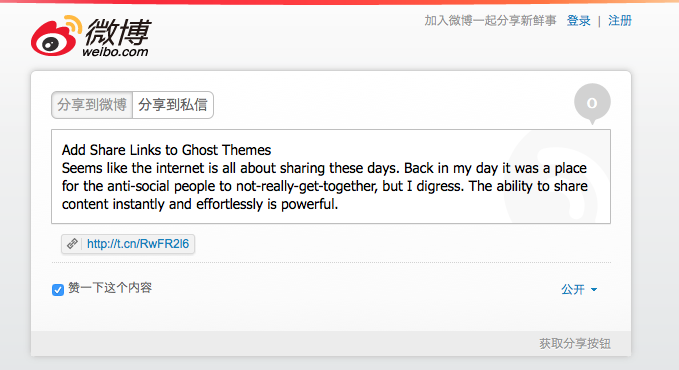 微博
weibo.com
加入微博一起分享新鲜事 登录 | 注册
分享到微博 分享到私信
0
Add Share Links to Ghost Themes
Seems like the internet is all about sharing these days. Back in my day it was a place
for the anti-social people to not-really-get-together, but I digress. The ability to share
content instantly and effortlessly is powerful.
http://t.cn/RwFR2l6
赞一下这个内容 公开
获取分享按钮